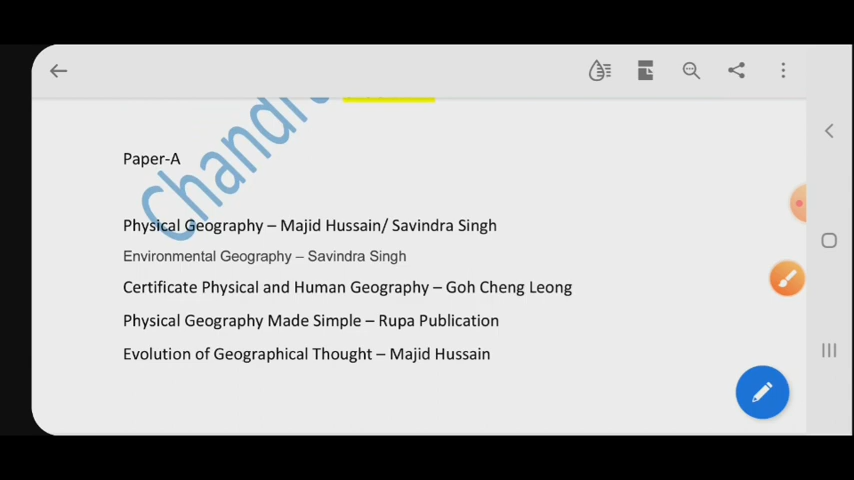 Paper-A
Physical Geography – Majid Hussain/ Savindra Singh
Environmental Geography – Savindra Singh
Certificate Physical and Human Geography – Goh Cheng Leong
Physical Geography Made Simple – Rupa Publication
Evolution of Geographical Thought – Majid Hussain